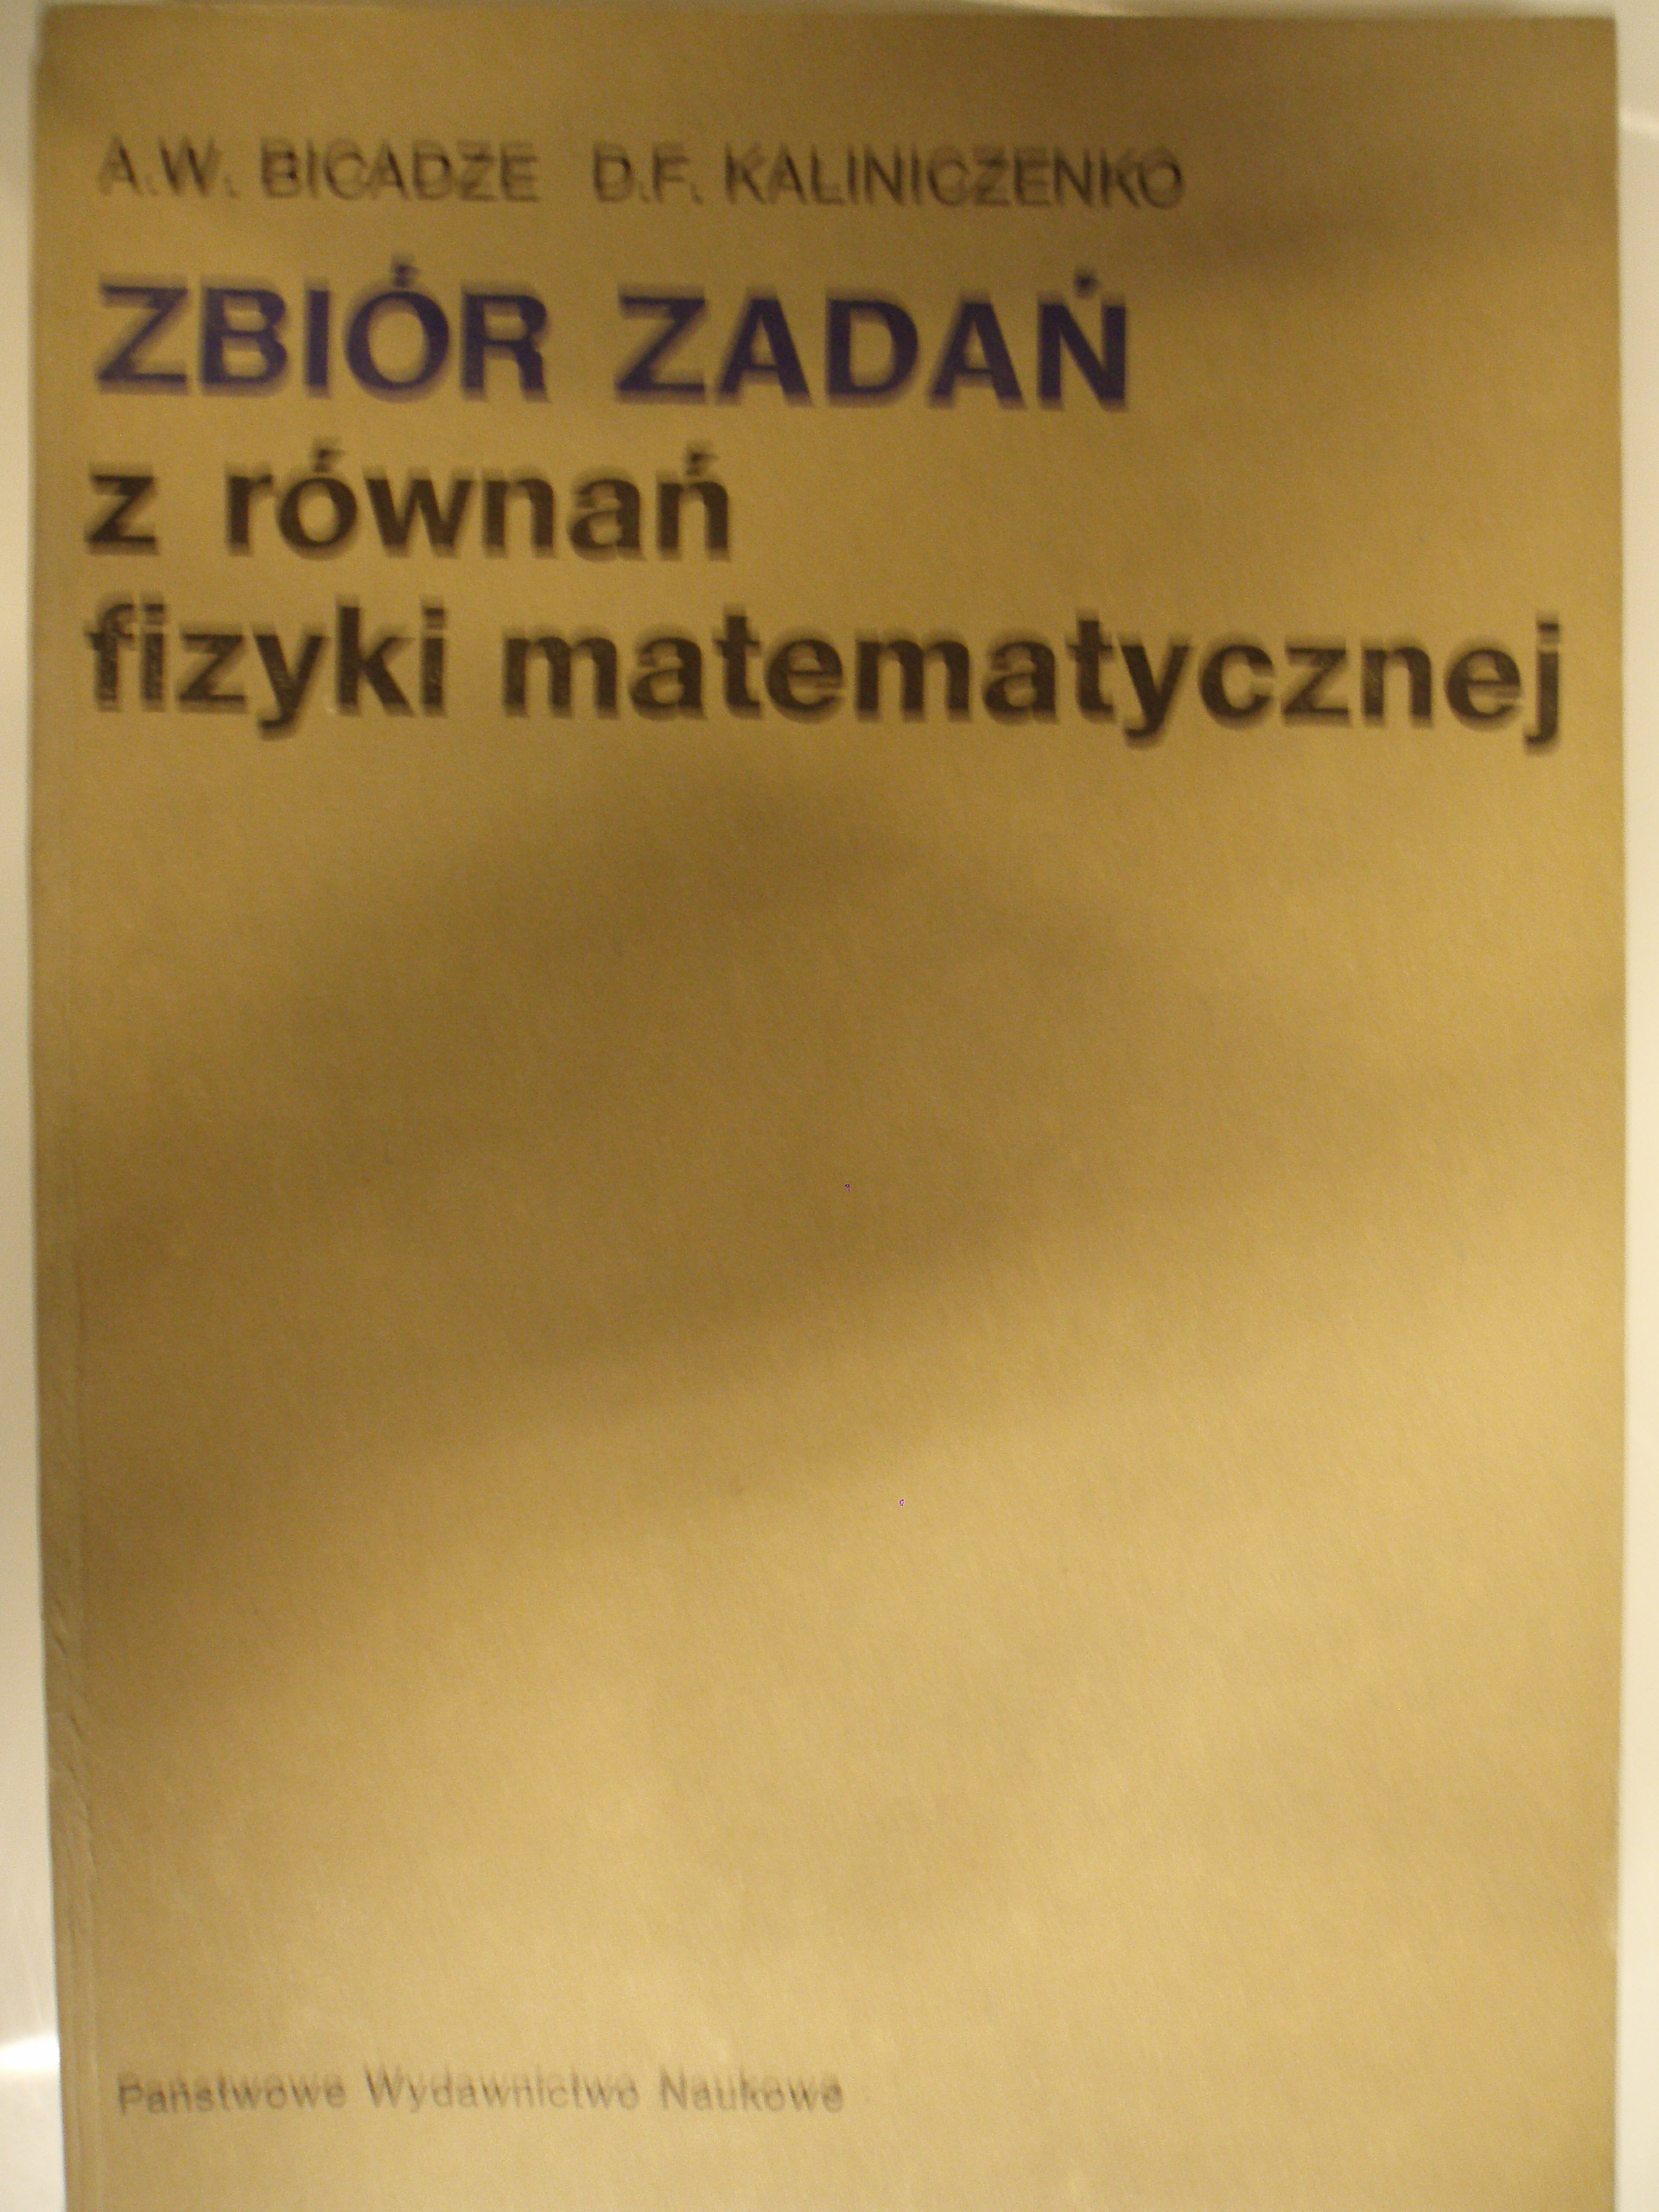 A.W. BICADZE D.F. KALINICZENKO
ZBIÓR ZADAŃ
z równań
fizyki matematycznej
Państwowe Wydawnictwo Naukowe